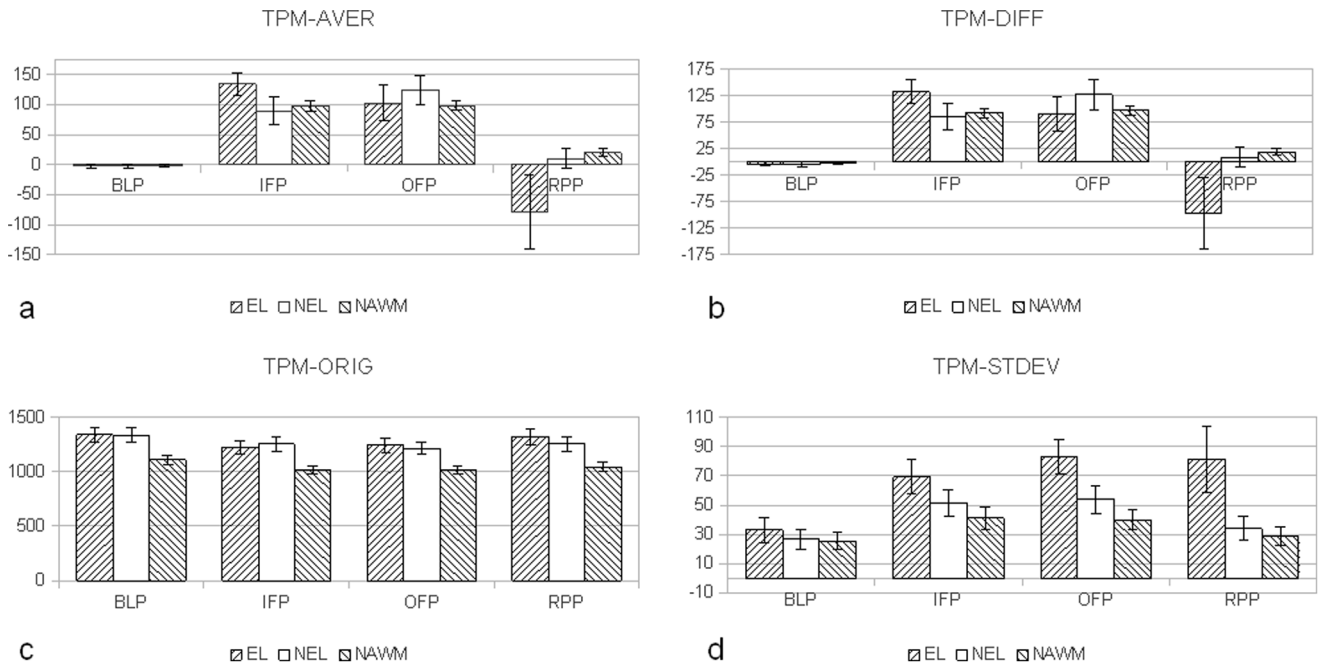 TPM-AVER
150
100
50
0
-50
-100
-150
BLP IFP OFP RPP
a
EL NEL NAWM
TPM-DIFF
175
125
75
25
-25
-75
-125
-175
BLP IFP OFP RPP
b
EL NEL NAWM
TPM-ORIG
1500
1000
500
0
BLP IFP OFP RPP
c
EL NEL NAWM
TPM-STDEV
110
90
70
50
30
10
-10
BLP IFP OFP RPP
d
EL NEL NAWM